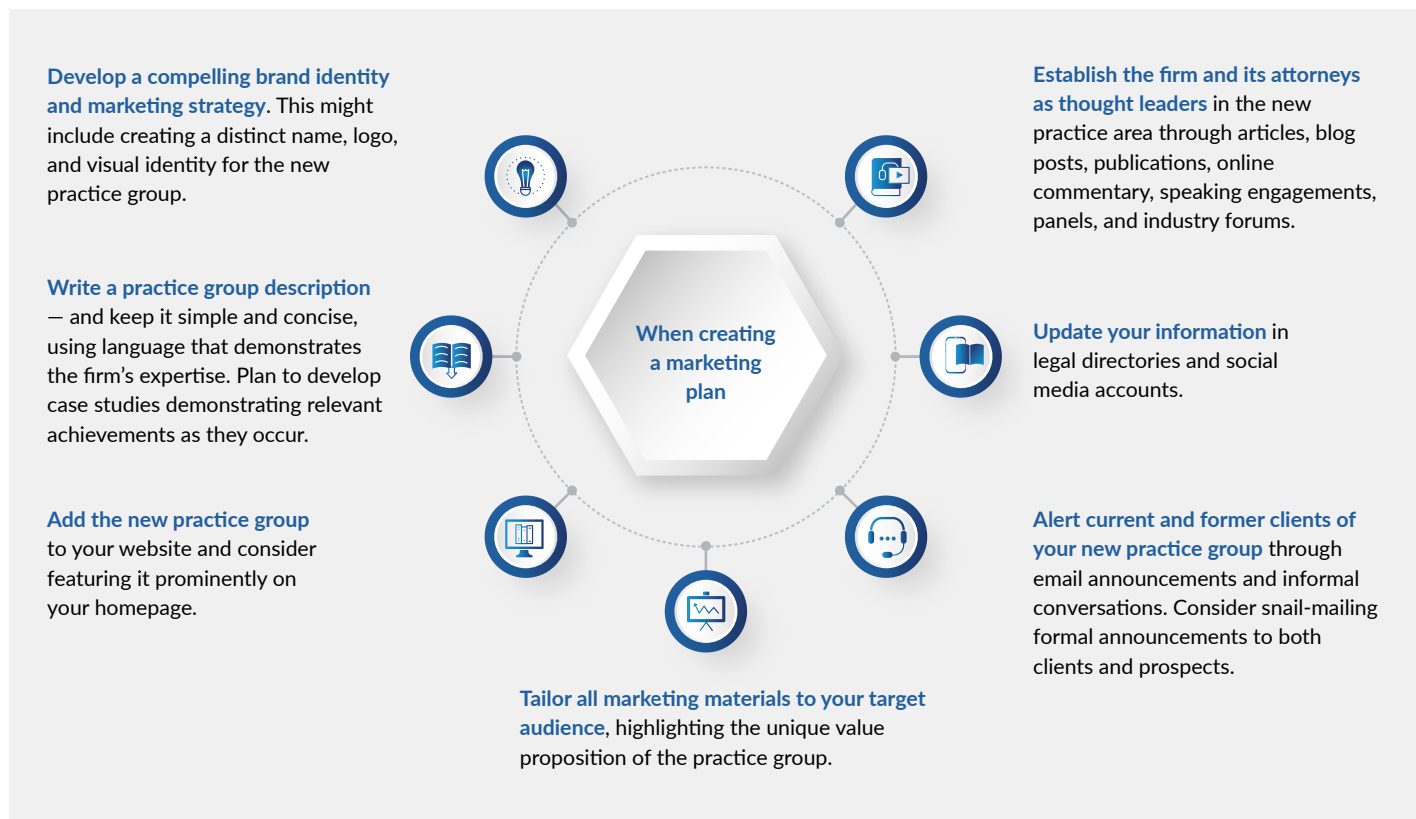 Develop a compelling brand identity
and marketing strategy. This might
include creating a distinct name, logo,
and visual identity for the new
practice group.
Write a practice group description
— and keep it simple and concise,
using language that demonstrates
the firm’s expertise. Plan to develop
case studies demonstrating relevant
achievements as they occur.
Add the new practice group
to your website and consider
featuring it prominently on
your homepage.
When creating
a marketing
plan
Tailor all marketing materials to your target
audience, highlighting the unique value
proposition of the practice group.
Establish the firm and its attorneys
as thought leaders in the new
practice area through articles, blog
posts, publications, online
commentary, speaking engagements,
panels, and industry forums.
Update your information in
legal directories and social
media accounts.
Alert current and former clients of
your new practice group through
email announcements and informal
conversations. Consider snail-mailing
formal announcements to both
clients and prospects.